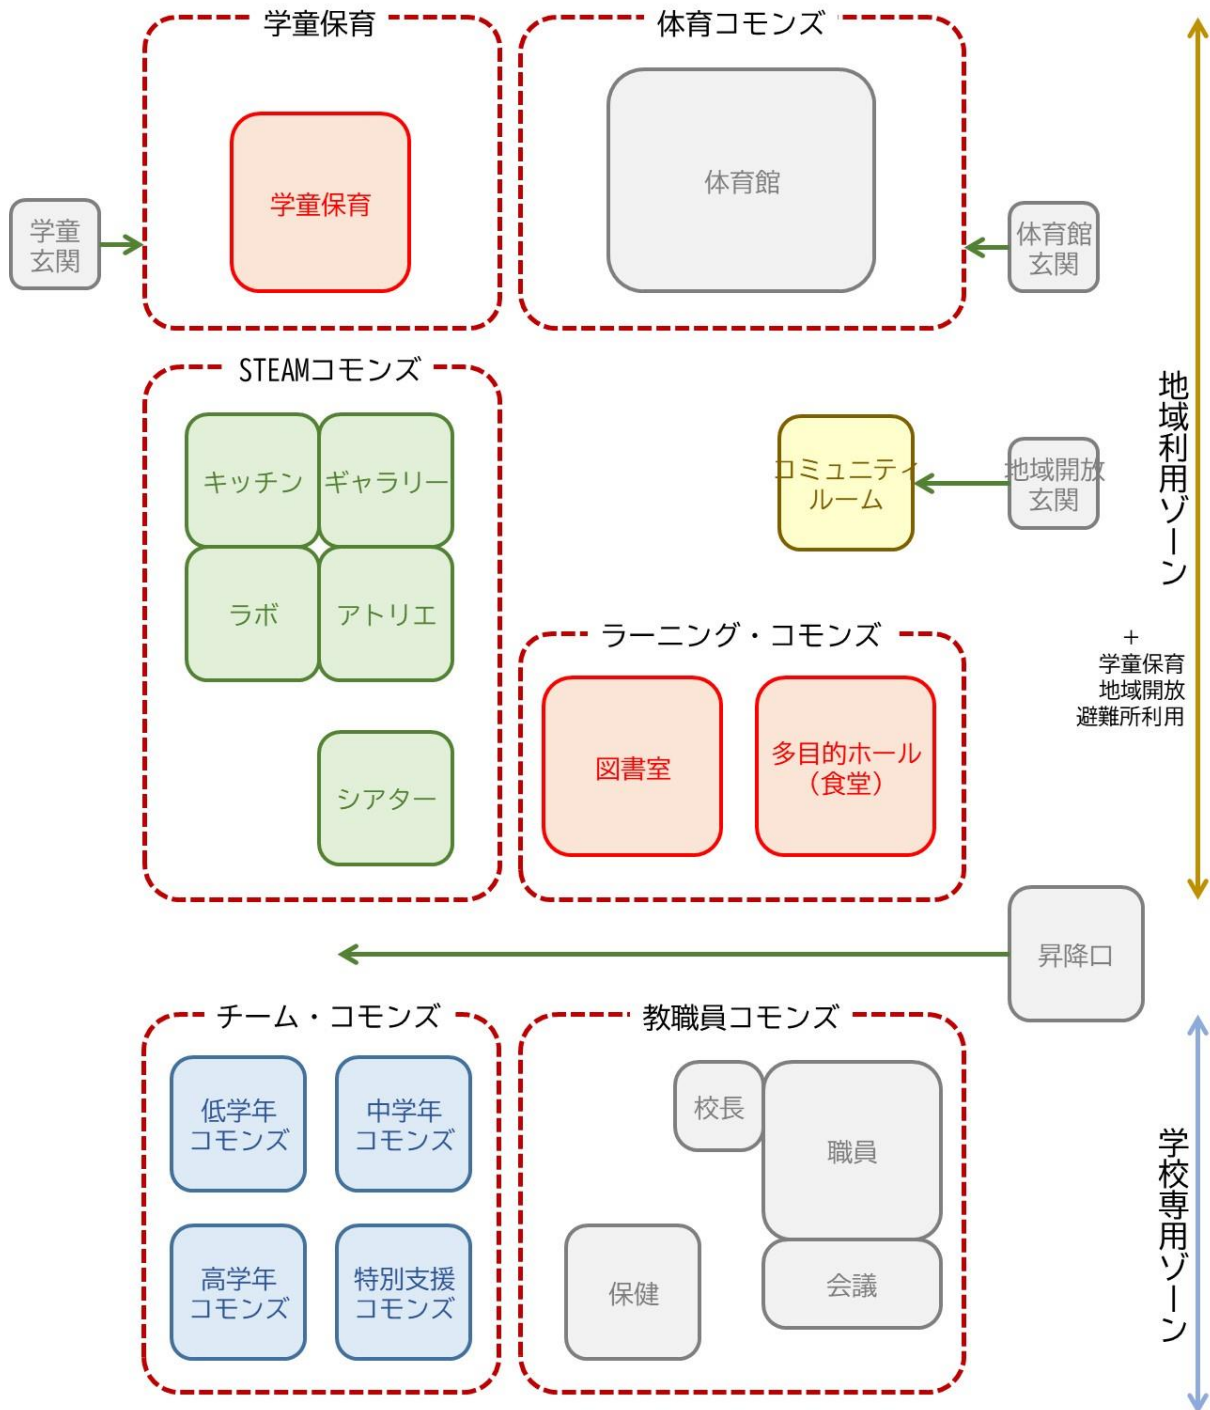 学童保育
体育コモンズ
学童保育
体育館
学童
玄関
体育館
玄関
STEAMコモンズ
キッチン
ギャラリー
ラボ
アトリエ
シアター
コミュニティ
ルーム
地域開放
玄関
ラーニング・コモンズ
図書室
多目的ホール
（食堂）
地域利用ゾーン
＋
学童保育
地域開放
避難所利用
昇降口
チーム・コモンズ
低学年
コモンズ
中学年
コモンズ
高学年
コモンズ
特別支援
コモンズ
教職員コモンズ
校長
職員
保健
会議
学校専用ゾーン